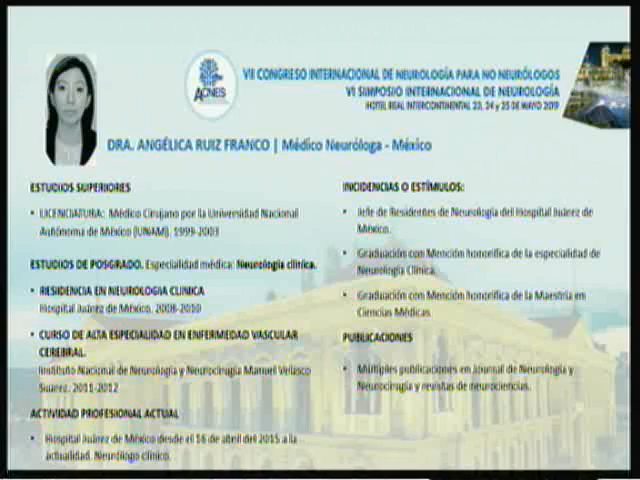 VII CONGRESO INTERNACIONAL DE NEUROLOGÍA PARA NO NEURÓLOGOS
VI SIMPOSIO INTERNACIONAL DE NEUROLOGÍA
HOTEL REAL INTERCONTINENTAL 23, 24 y 25 DE MAYO 2019
ACNES
DRA. ANGÉLICA RUIZ FRANCO | Médico Neuróloga - México
ESTUDIOS SUPERIORES
• LICENCIATURA: Médico Cirujano por la Universidad Nacional
Autónoma de México (UNAM). 1999-2003
ESTUDIOS DE POSGRADO. Especialidad médica: Neurología clínica.
• RESIDENCIA EN NEUROLOGIA CLINICA
Hospital Juárez de México. 2008-2010
• CURSO DE ALTA ESPECIALIDAD EN ENFERMEDAD VASCULAR
CEREBRAL.
Instituto Nacional de Neurología y Neurocirugía Manuel Velasco
Suarez. 2011-2012
ACTIVIDAD PROFESIONAL ACTUAL
• Hospital Juárez de México desde el 16 de abril del 2015 a la
actualidad. Neurólogo clínico.
INCIDENCIAS O ESTÍMULOS:
• Jefe de Residentes de Neurología del Hospital Juárez de
México.
• Graduación con Mención honorífica de la especialidad de
Neurología Clínica.
• Graduación con Mención honorífica de la Maestría en
Ciencias Médicas.
PUBLICACIONES
• Múltiples publicaciones en Journal de Neurología y
Neurocirugía y revistas de neurociencias.